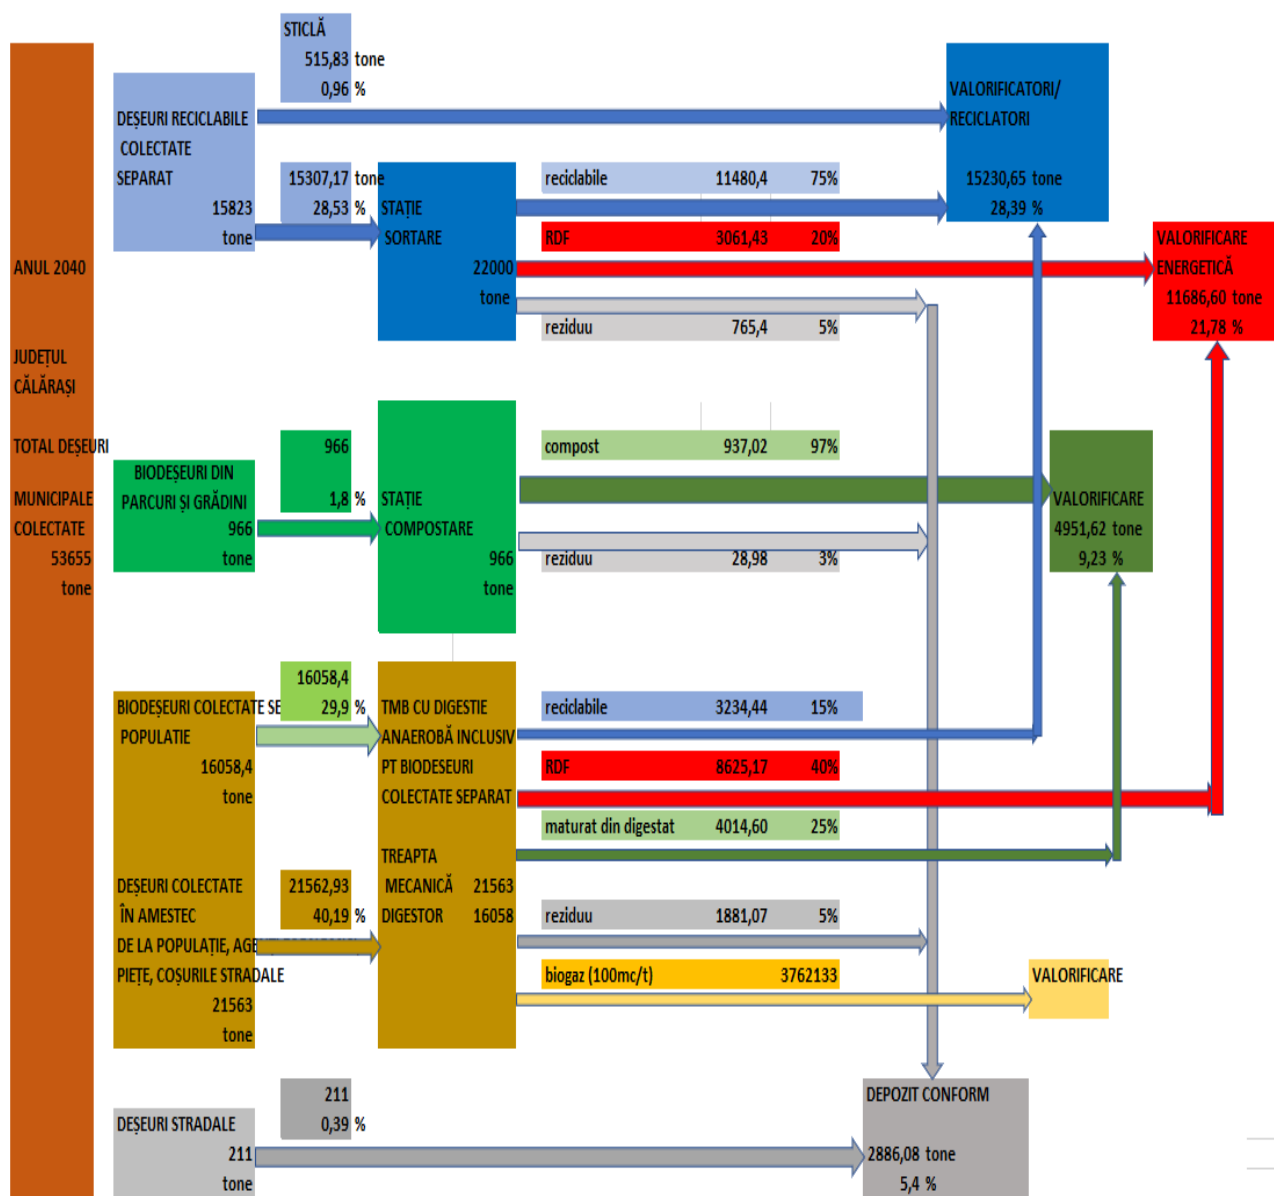 ANUL 2040
JUDEȚUL
CĂLĂRAȘI
TOTAL DEȘEURI
MUNICIPALE
COLECTATE
53655
tone
STICLĂ
515,83 tone
0,96 %
DEȘEURI RECICLABILE
COLECTATE
SEPARAT
15823
tone
15307,17 tone
28,53 %
STAȚIE
SORTARE
22000
tone
reciclabile 11480,4 75%
RDF 3061,43 20%
reziduu 765,4 5%
VALORIFICATORI/
RECICLATORI
15230,65 tone
28,39 %
VALORIFICARE
ENERGETICĂ
11686,60 tone
21,78 %
BIODEȘEURI DIN
PARCURI ȘI GRĂDINI
966
tone
966
1,8 %
STAȚIE
COMPOSTARE
966
tone
compost 937,02 97%
reziduu 28,98 3%
VALORIFICARE
4951,62 tone
9,23 %
BIODEȘEURI COLECTATE SE
POPULATIE
16058,4
tone
16058,4
29,9 %
TMB CU DIGESTIE
ANAEROBĂ INCLUSIV
PT BIODESEURI
COLECTATE SEPARAT
TREAPTA
MECANICĂ 21563
DIGESTOR 16058
reciclabile 3234,44 15%
RDF 8625,17 40%
maturat din digestat 4014,60 25%
reziduu 1881,07 5%
biogaz (100mc/t) 3762133
VALORIFICARE
DEȘEURI COLECTATE
ÎN AMESTEC
DE LA POPULAȚIE,
PIEȚE, COȘURILE STRADALE
21563
tone
21562,93
40,19 %
DEȘEURI STRADALE
211
tone
211
0,39 %
DEPOZIT CONFORM
2886,08 tone
5,4 %